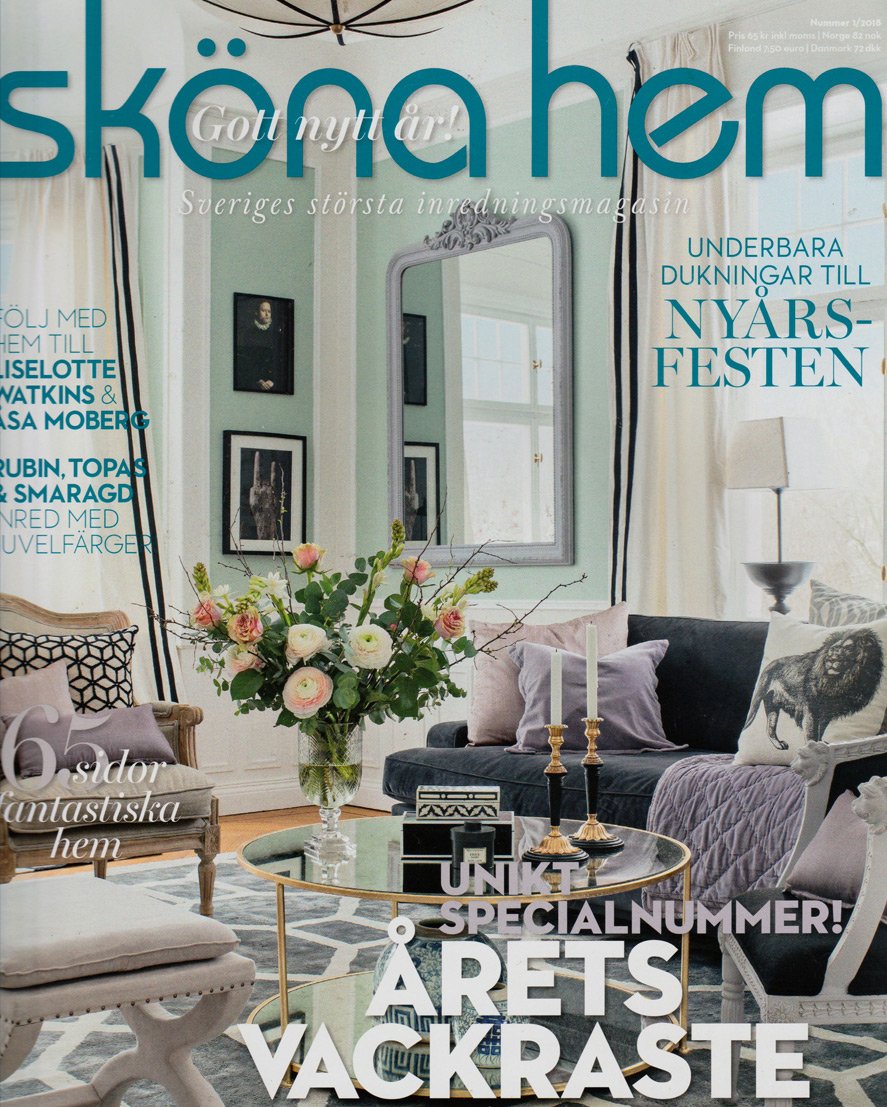 Nummer 1/2018
Pris 65 kr inkl moms | Norge 82 nok
Finland 7:50 euro | Danmark 72 dkk
sköna hem
Gott nytt år!
Sveriges största inredningsmagasin
UNDERBARA
DUKNINGAR TILL
NYÅRS-
FESTEN
FÖLJ MED
HEM TILL
LISELOTTE
WATKINS &
ÅSA MOBERG
RUBIN, TOPAS
& SMARAGD
INRED MED
JUVELFÄRGER
65 sidor
fantastiska
hem
UNIKT
SPECIALNUMMER!
ÅRETS
VACKRASTE